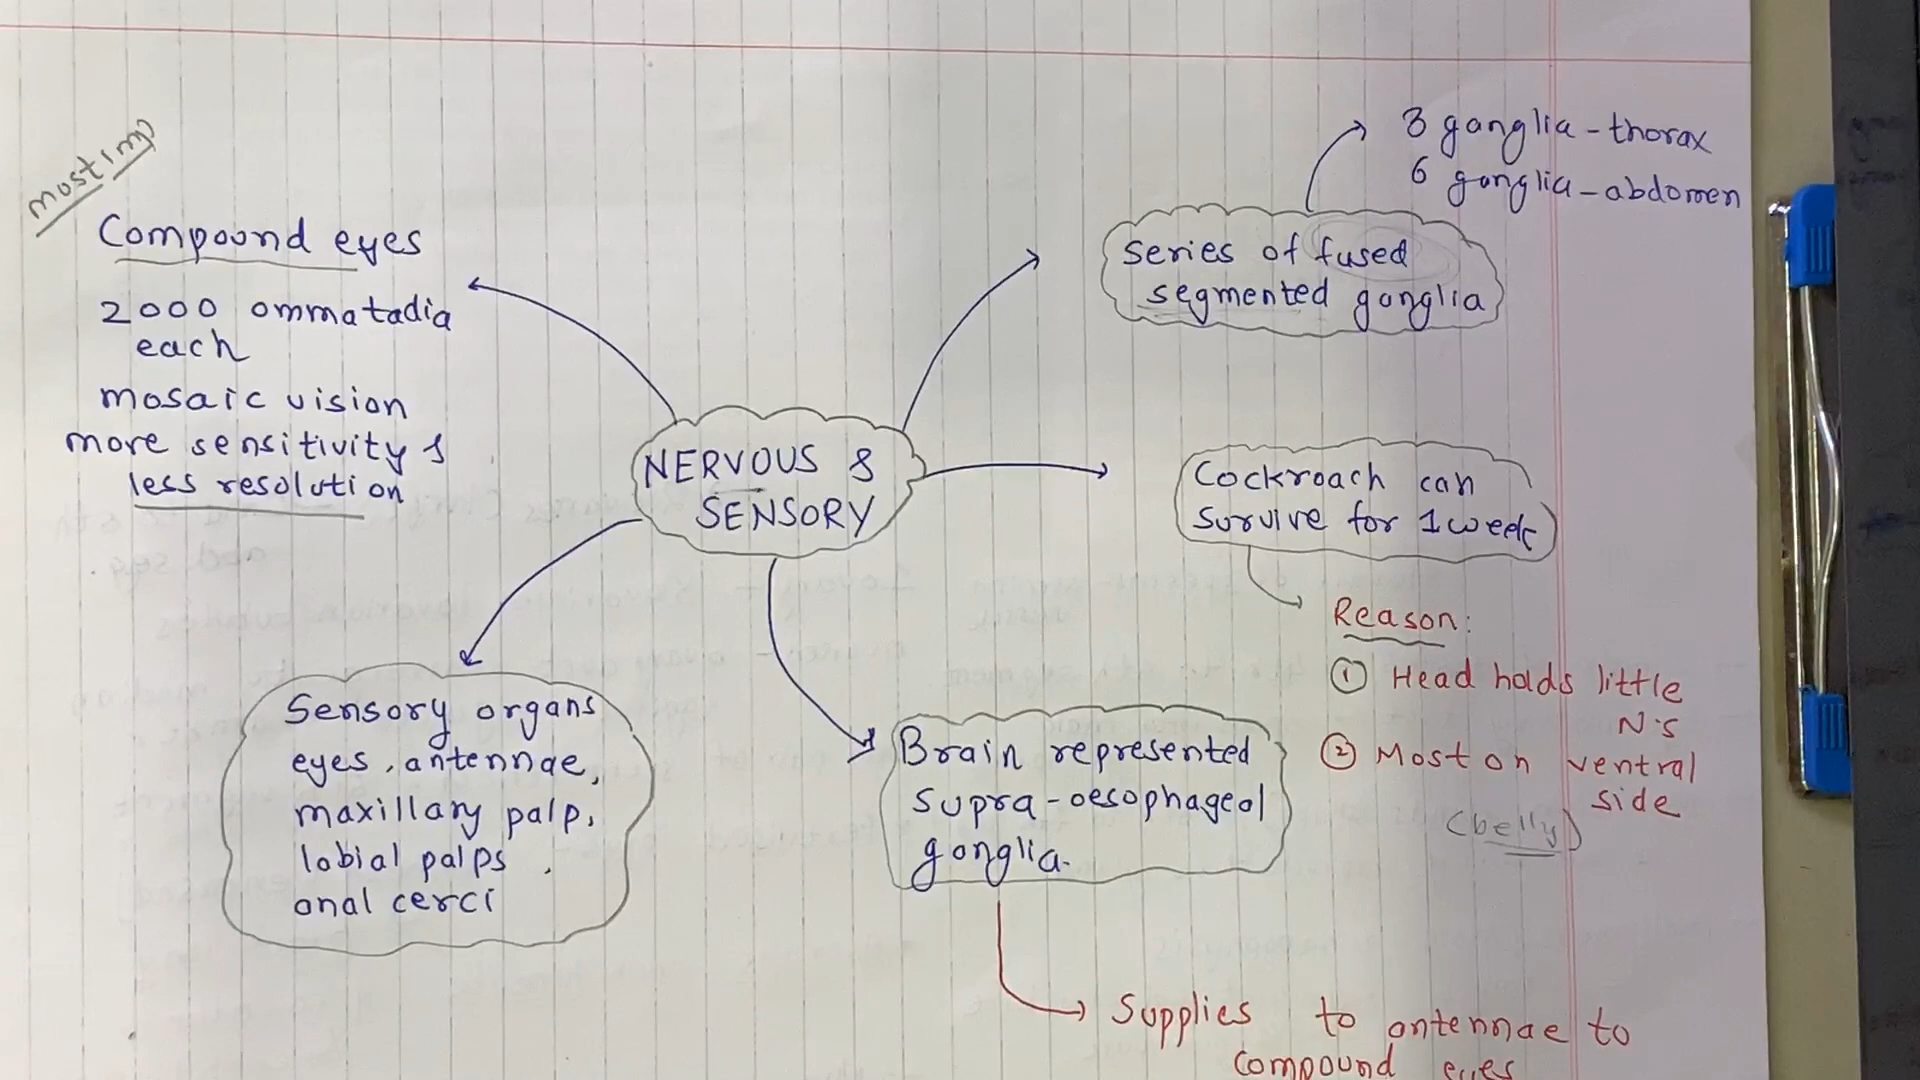 most imp
Compound eyes
2000 ommatadia
each
mosaic vision
more sensitivity &
less resolution
NERVOUS &
SENSORY
3 ganglia - thorax
6 ganglia - abdomen
series of fused
segmented ganglia
Cockroach can
survive for 1 week
Reason:
① Head holds little
N.S
② Most on ventral
side
(belly)
Sensory organs
eyes, antennae,
maxillary palp,
labial palps,
anal cerci
Brain represented
supra-oesophageal
ganglia.
Supplies to antennae to
compound eyes